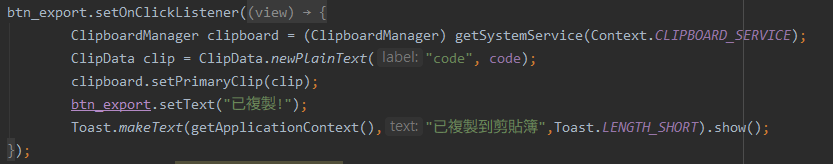 btn_export.setOnClickListener((view) → {
ClipboardManager clipboard = (ClipboardManager) getSystemService(Context.CLIPBOARD_SERVICE);
ClipData clip = ClipData.newPlainText( label: "code", code);
clipboard.setPrimaryClip(clip);
btn_export.setText("已複製!");
Toast.makeText(getApplicationContext(), text: "已複製到剪貼簿",Toast.LENGTH_SHORT).show();
});